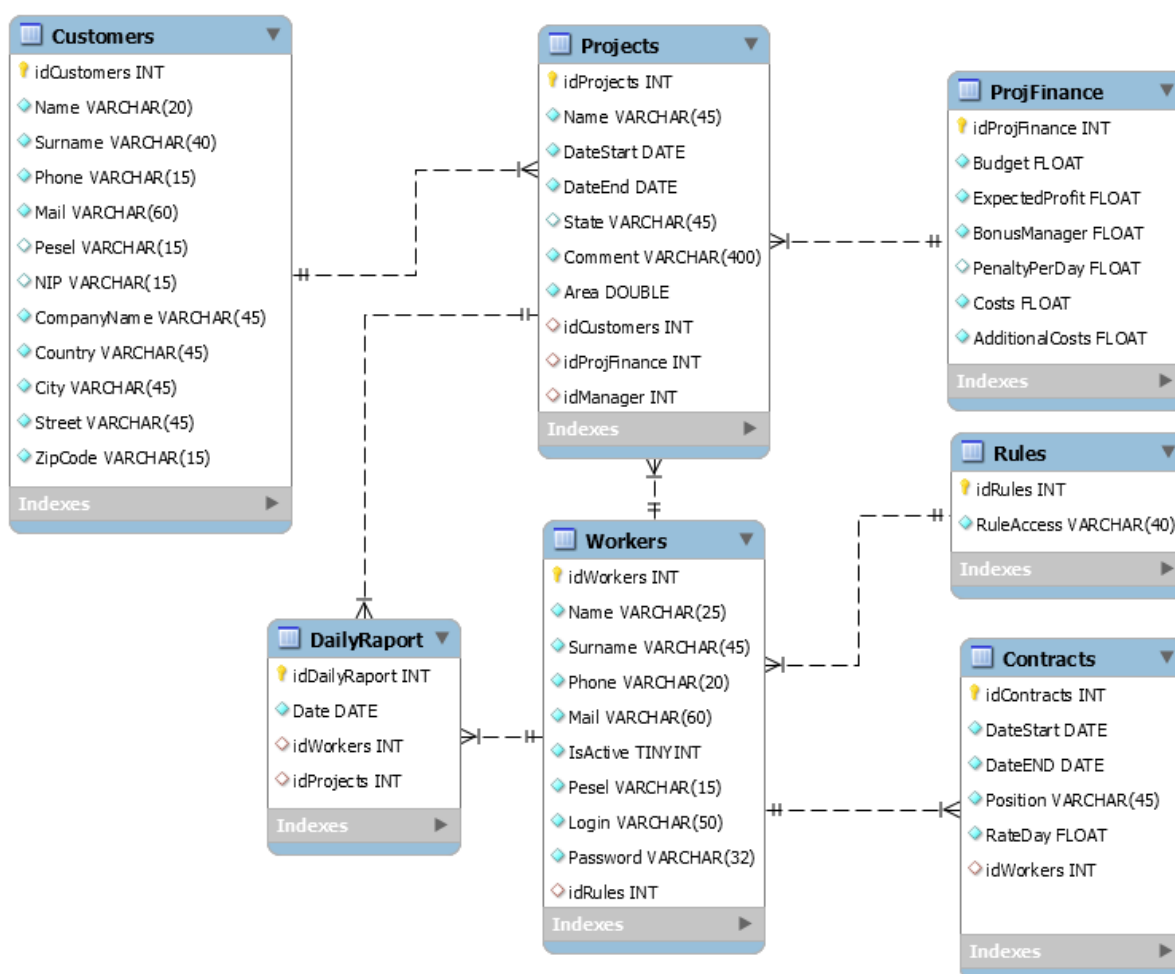 Customers
idCustomers INT
Name VARCHAR(20)
Surname VARCHAR(40)
Phone VARCHAR(15)
Mail VARCHAR(60)
Pesel VARCHAR(15)
NIP VARCHAR(15)
CompanyName VARCHAR(45)
Country VARCHAR(45)
City VARCHAR(45)
Street VARCHAR(45)
ZipCode VARCHAR(15)
Indexes
Projects
idProjects INT
Name VARCHAR(45)
DateStart DATE
DateEnd DATE
State VARCHAR(45)
Comment VARCHAR(400)
Area DOUBLE
idCustomers INT
idProjFinance INT
idManager INT
Indexes
ProjFinance
idProjFinance INT
Budget FLOAT
ExpectedProfit FLOAT
BonusManager FLOAT
PenaltyPerDay FLOAT
Costs FLOAT
AdditionalCosts FLOAT
Indexes
Rules
idRules INT
RuleAccess VARCHAR(40)
Indexes
Workers
idWorkers INT
Name VARCHAR(25)
Surname VARCHAR(45)
Phone VARCHAR(20)
Mail VARCHAR(60)
IsActive TINYINT
Pesel VARCHAR(15)
Login VARCHAR(50)
Password VARCHAR(32)
idRules INT
Indexes
DailyRaport
idDailyRaport INT
Date DATE
idWorkers INT
idProjects INT
Indexes
Contracts
idContracts INT
DateStart DATE
DateEND DATE
Position VARCHAR(45)
RateDay FLOAT
idWorkers INT
Indexes